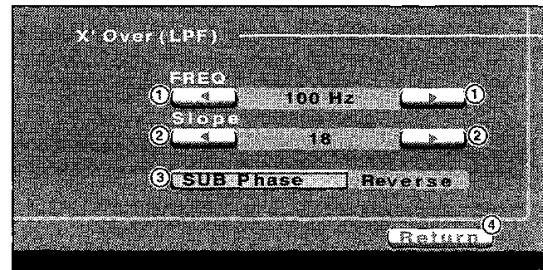 X' Over (LPF)
FREQ
① ◀ 100 Hz ▶ ①
Slope
② ◀ 18 ▶ ②
③ SUB Phase Reverse
Return ④